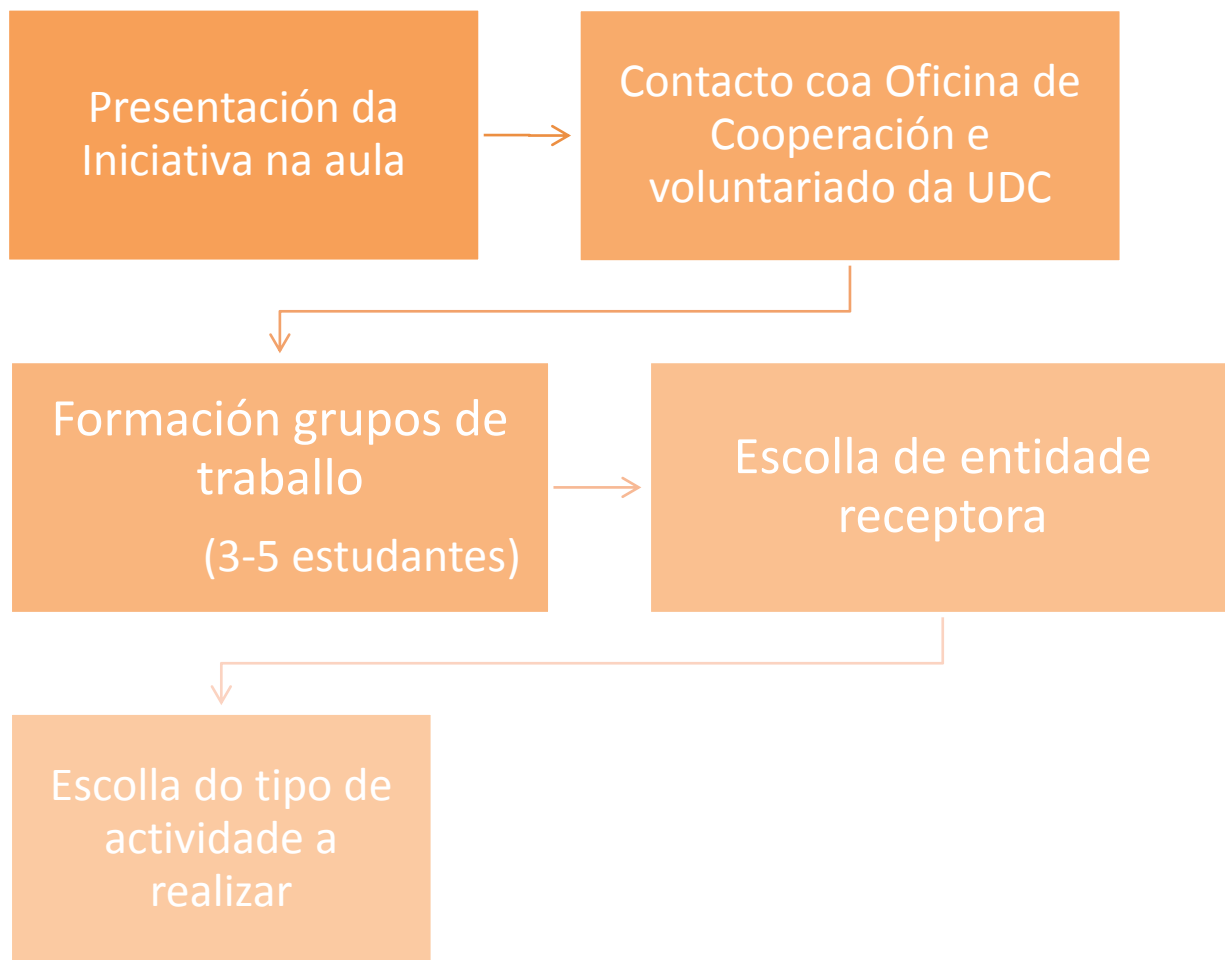 Presentación da
Iniciativa na aula
Contacto coa Oficina de
Cooperación e
voluntariado da UDC
Formación grupos de
traballo
(3-5 estudantes)
Escolla de entidade
receptora
Escolla do tipo de
actividade a
realizar